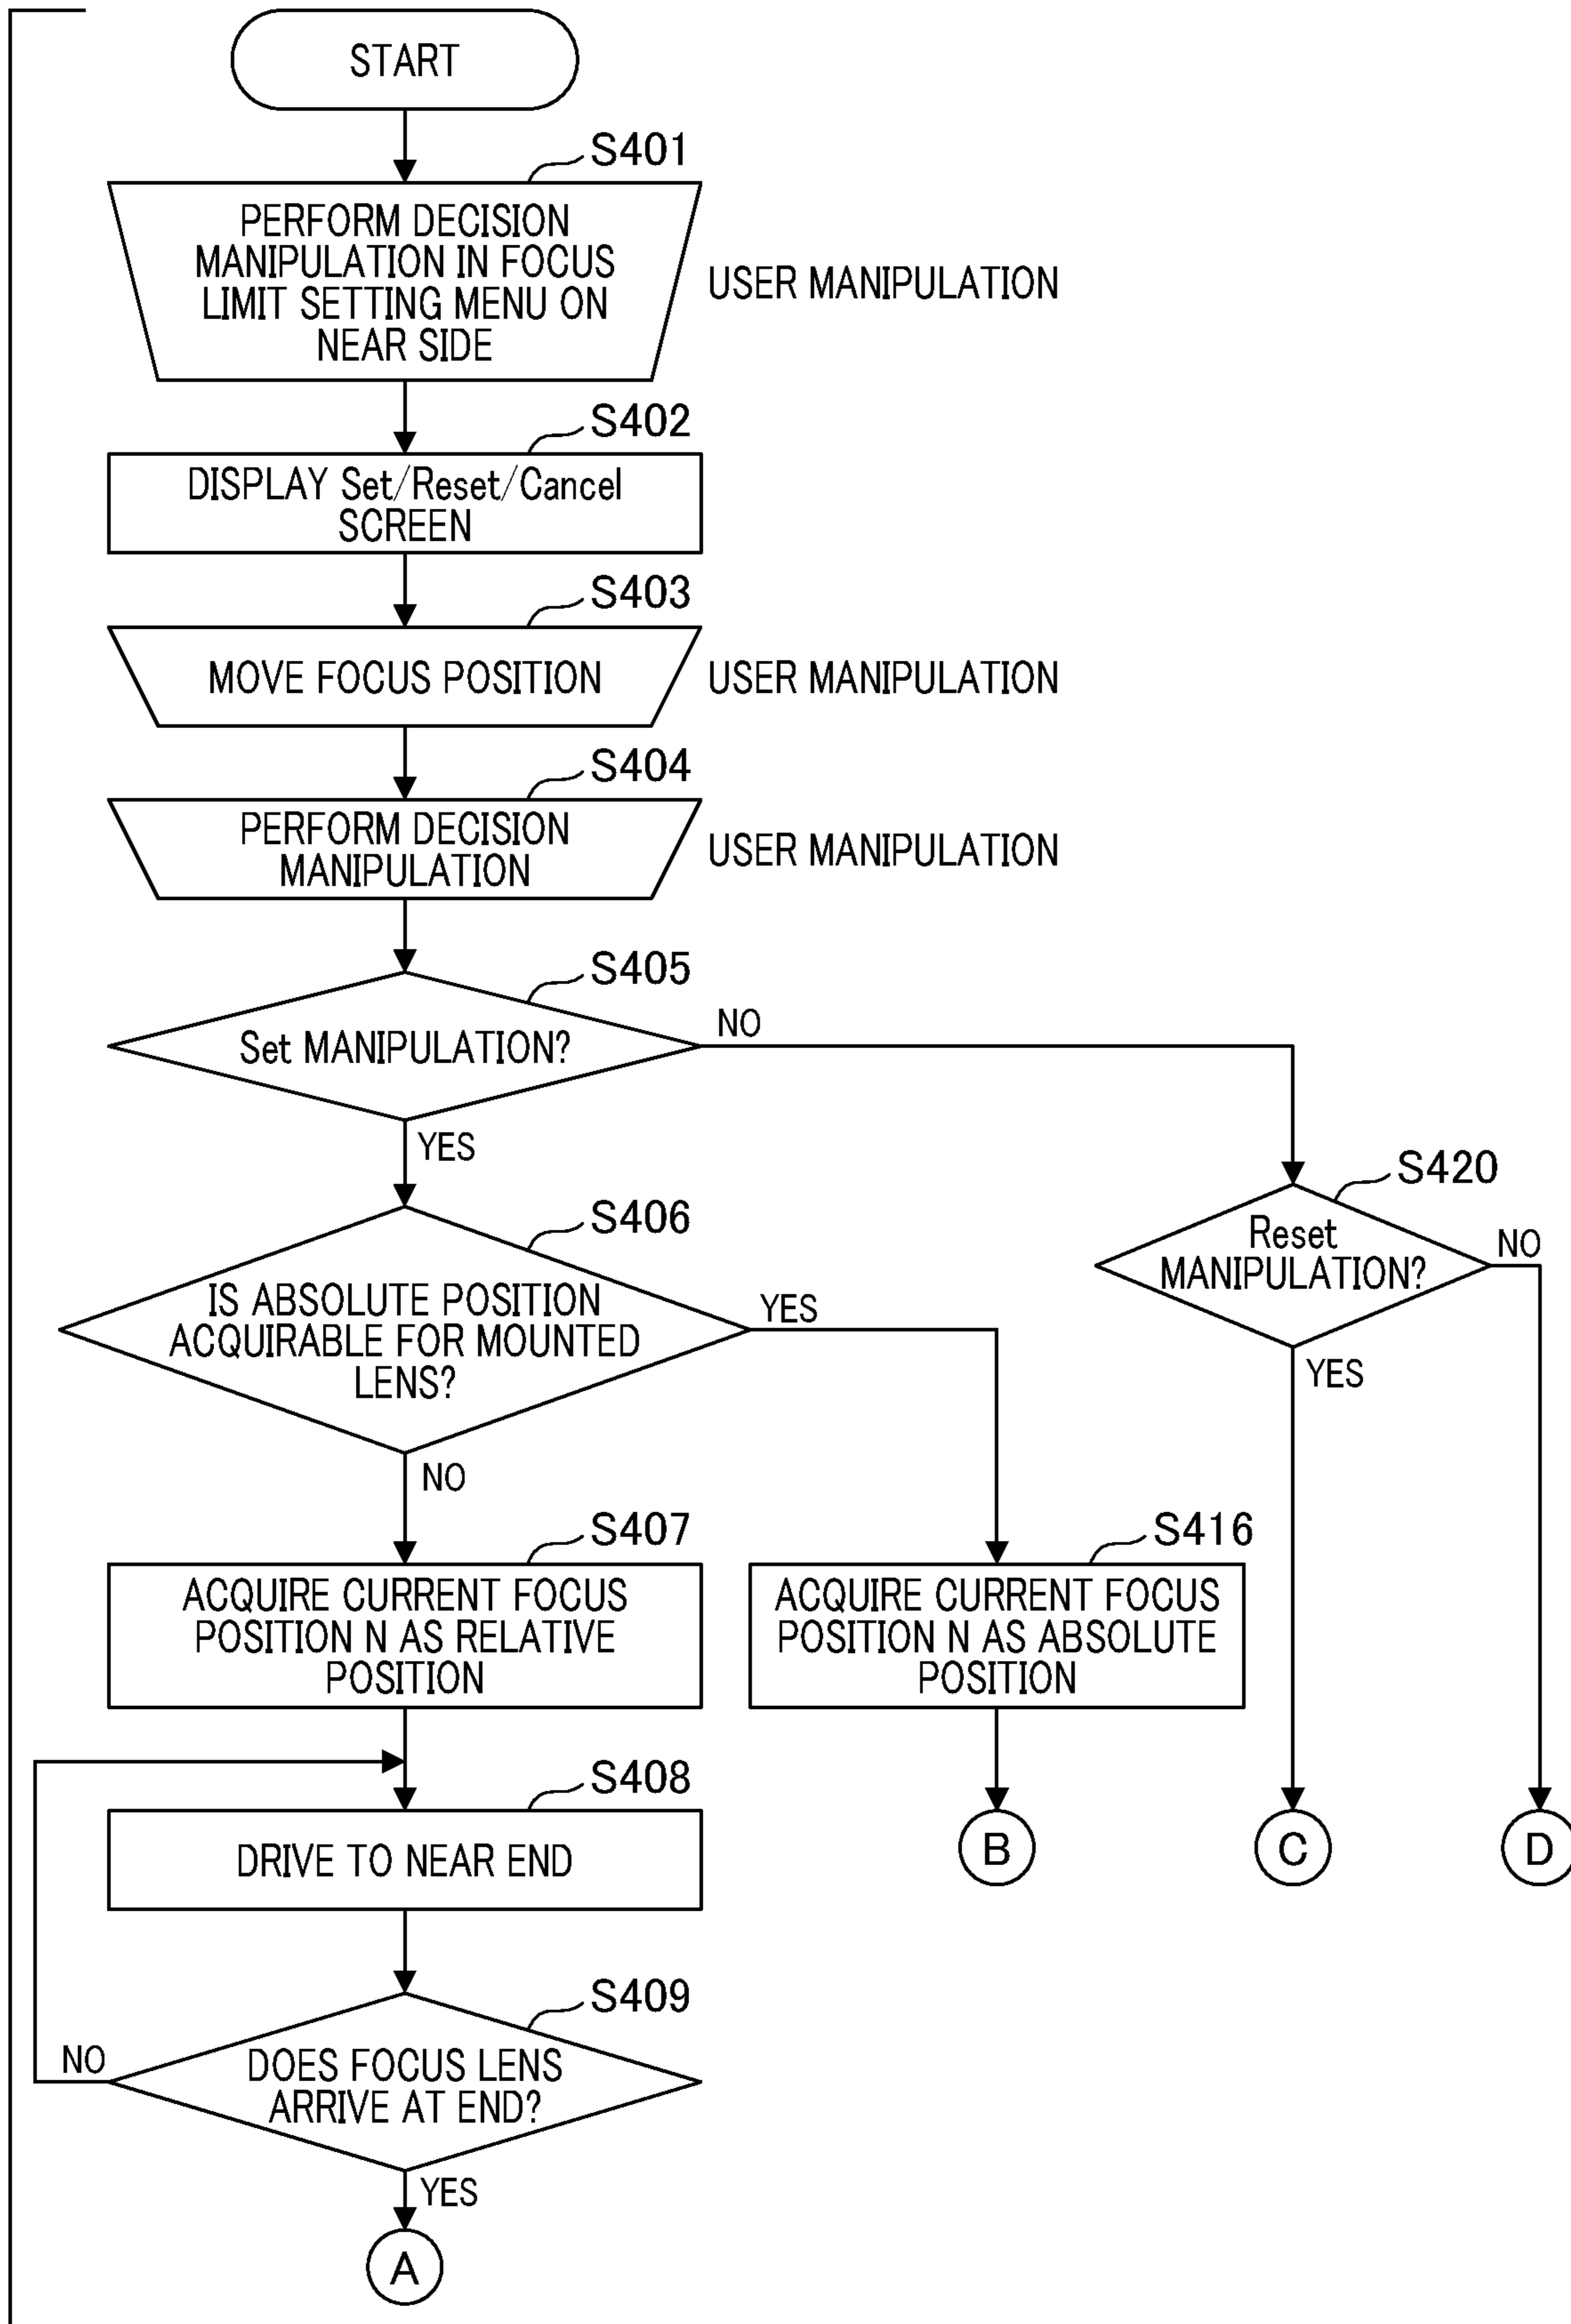 START
S401
PERFORM DECISION
MANIPULATION IN FOCUS
LIMIT SETTING MENU ON
NEAR SIDE
USER MANIPULATION
S402
DISPLAY Set/Reset/Cancel
SCREEN
S403
MOVE FOCUS POSITION
USER MANIPULATION
S404
PERFORM DECISION
MANIPULATION
USER MANIPULATION
S405
Set MANIPULATION?
NO
YES
S420
Reset
MANIPULATION?
NO
YES
S406
IS ABSOLUTE POSITION
ACQUIRABLE FOR MOUNTED
LENS?
YES
NO
S407
ACQUIRE CURRENT FOCUS
POSITION N AS RELATIVE
POSITION
S416
ACQUIRE CURRENT FOCUS
POSITION N AS ABSOLUTE
POSITION
S408
DRIVE TO NEAR END
B
C
D
S409
DOES FOCUS LENS
ARRIVE AT END?
NO
YES
A